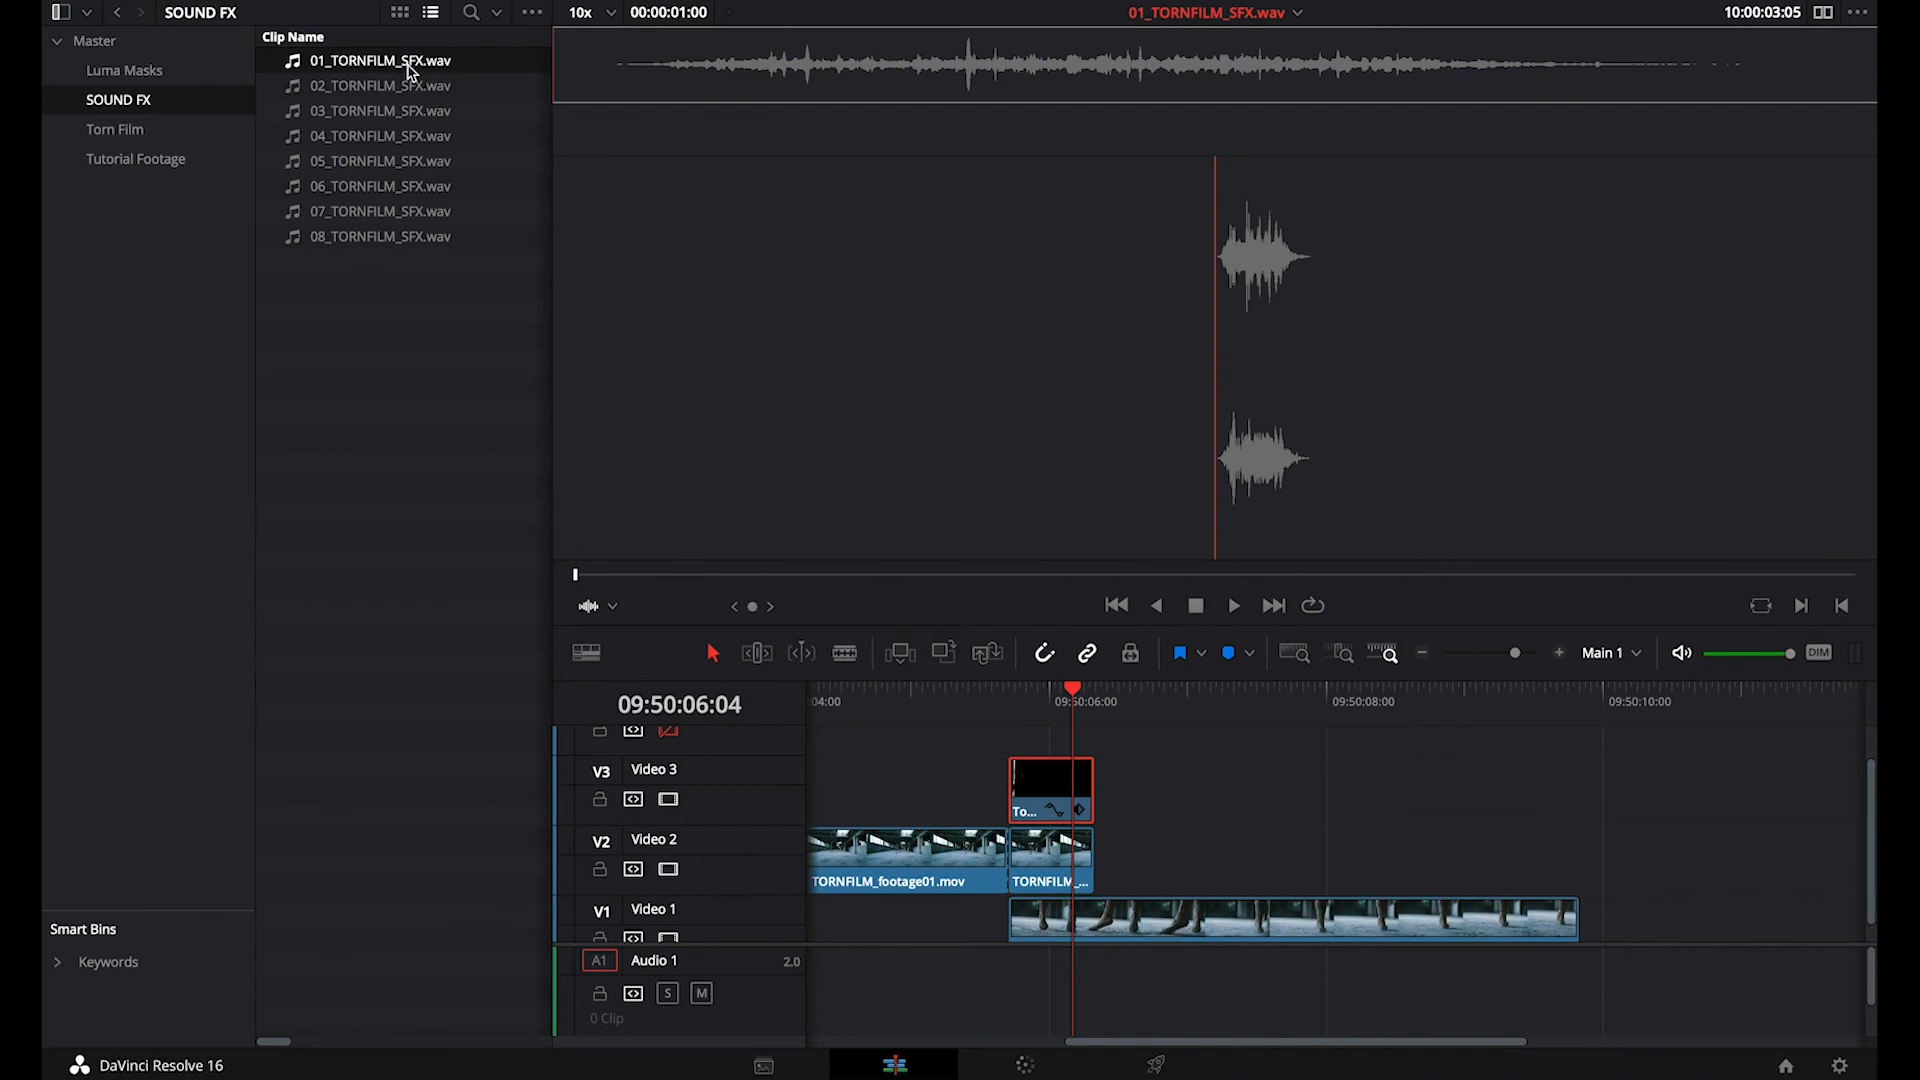 SOUND FX
10x
00:00:01:00
01_TORNFILM_SFX.wav
10:00:03:05
Master
Luma Masks
SOUND FX
Torn Film
Tutorial Footage
Clip Name
01_TORNFILM_SFX.wav
02_TORNFILM_SFX.wav
03_TORNFILM_SFX.wav
04_TORNFILM_SFX.wav
05_TORNFILM_SFX.wav
06_TORNFILM_SFX.wav
07_TORNFILM_SFX.wav
08_TORNFILM_SFX.wav
Main 1
DIM
09:50:06:04
:04:00
09:50:06:00
09:50:08:00
09:50:10:00
V3 Video 3
To...
V2 Video 2
TORNFILM_footage01.mov
TORNFILM_...
V1 Video 1
A1 Audio 1 2.0
S M
0 Clip
Smart Bins
Keywords
DaVinci Resolve 16